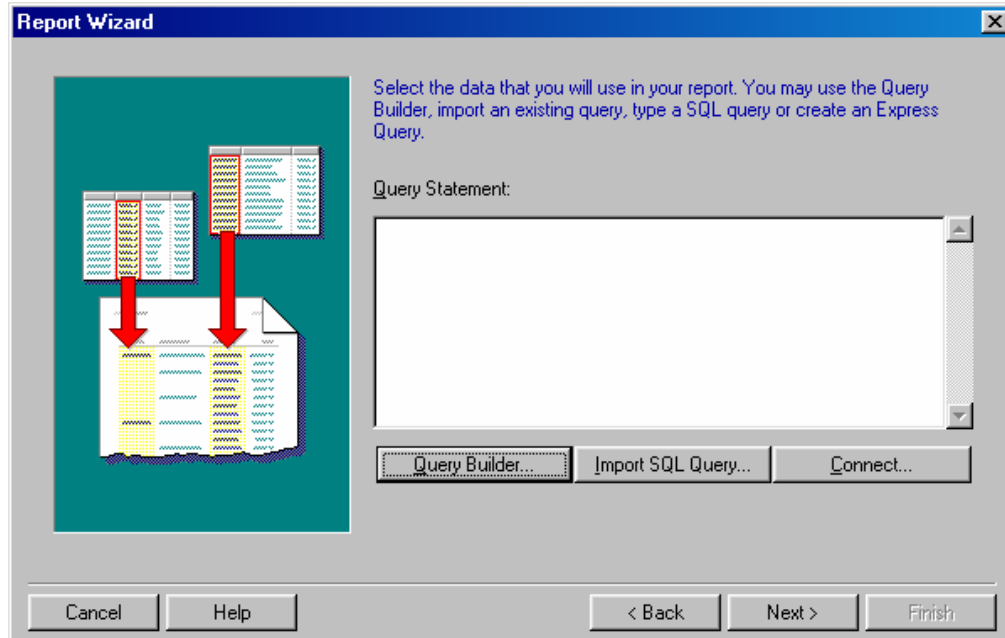 Report Wizard
Select the data that you will use in your report. You may use the Query
Builder, import an existing query, type a SQL query or create an Express
Query.
Query Statement:
Query Builder... Import SQL Query... Connect...
Cancel Help < Back Next > Finish